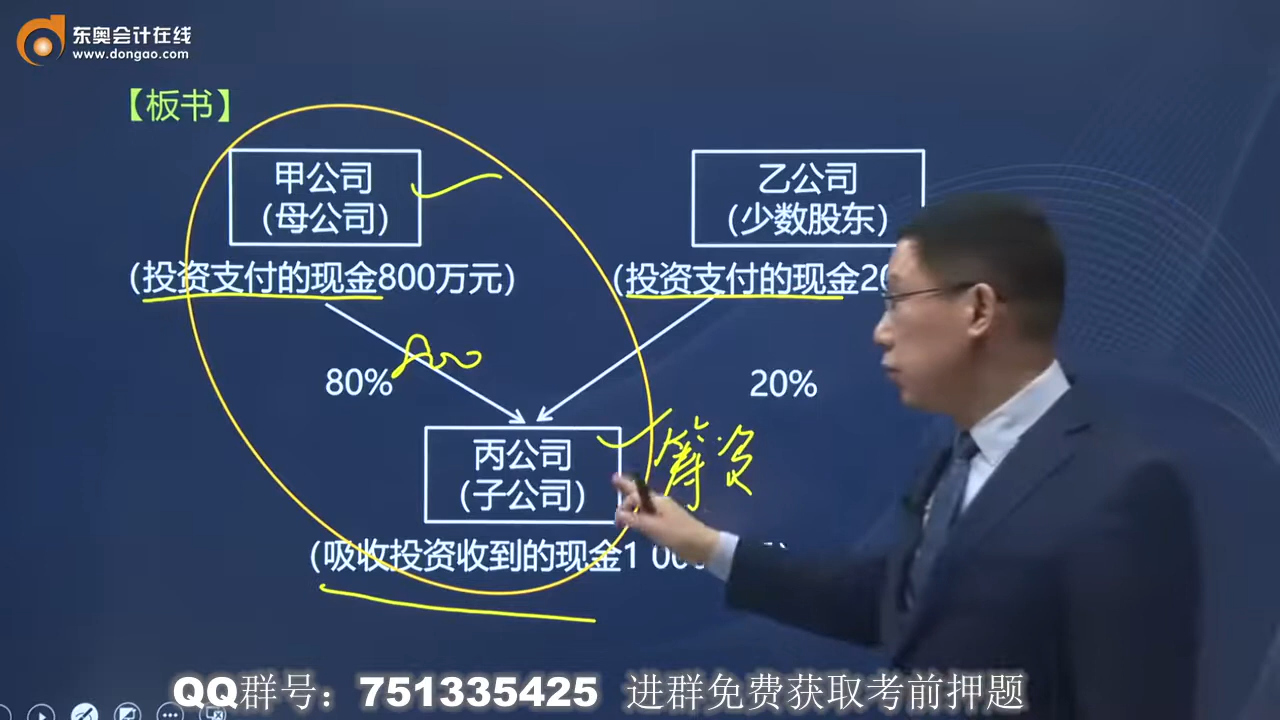 东奥会计在线
www.dongao.com
【板书】
甲公司
(母公司)
乙公司
(少数股东)
(投资支付的现金800万元)
(投资支付的现金20
80%
20%
丙公司
(子公司)
筹资
(吸收投资收到的现金1 00
QQ群号：751335425 进群免费获取考前押题